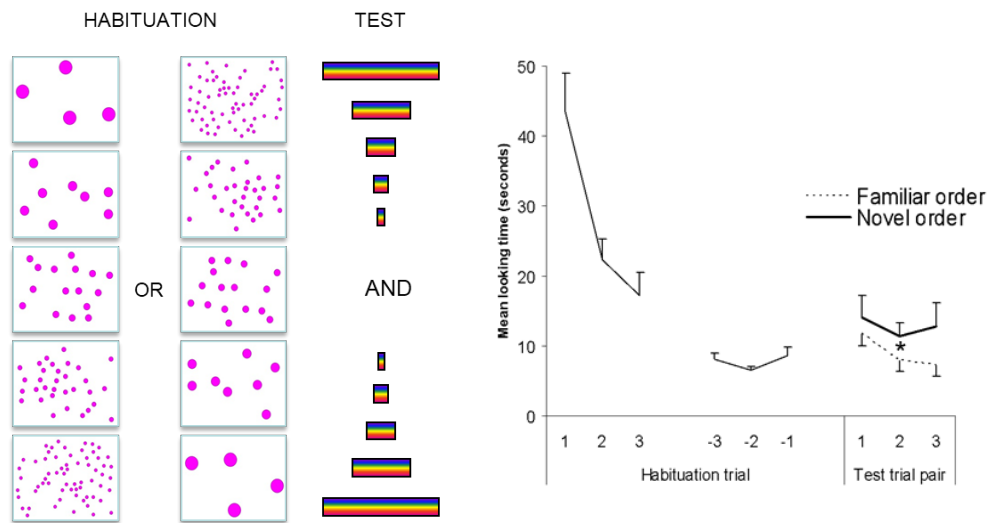 HABITUATION
TEST
OR
AND
Mean looking time (seconds)
50
40
30
20
10
0
Familiar order
Novel order
*
1 2 3 -3 -2 -1 1 2 3
Habituation trial
Test trial pair